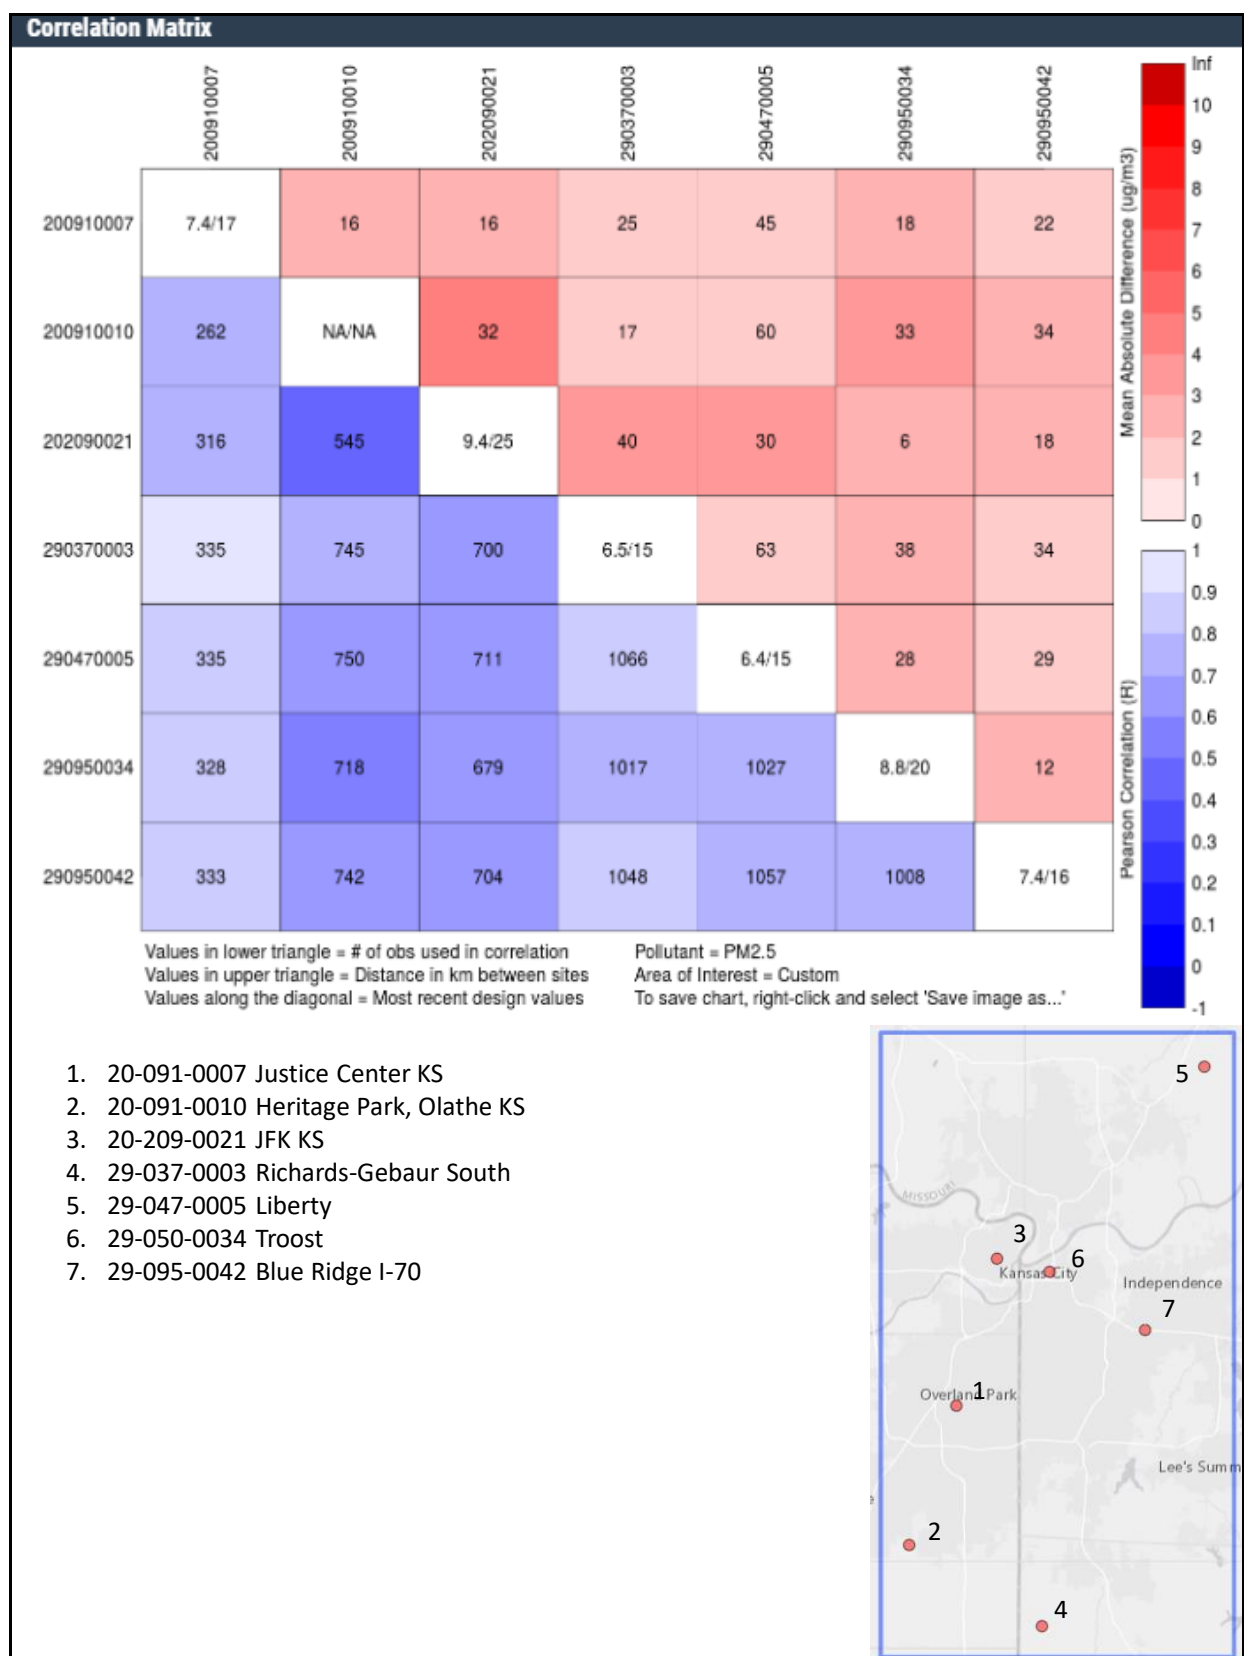 Correlation Matrix
200910007 200910010 202090021 290370003 290470005 290950034 290950042
200910007 7.4/17 16 16 25 45 18 22
200910010 262 NA/NA 32 17 60 33 34
202090021 316 545 9.4/25 40 30 6 18
290370003 335 745 700 6.5/15 63 38 34
290470005 335 750 711 1066 6.4/15 28 29
290950034 328 718 679 1017 1027 8.8/20 12
290950042 333 742 704 1048 1057 1008 7.4/16
Mean Absolute Difference (ug/m3)
Inf
10
9
8
7
6
5
4
3
2
1
0
Pearson Correlation (R)
1
0.9
0.8
0.7
0.6
0.5
0.4
0.3
0.2
0.1
0
-1
Values in lower triangle = # of obs used in correlation
Values in upper triangle = Distance in km between sites
Values along the diagonal = Most recent design values
Pollutant = PM2.5
Area of Interest = Custom
To save chart, right-click and select 'Save image as...'
1. 20-091-0007 Justice Center KS
2. 20-091-0010 Heritage Park, Olathe KS
3. 20-209-0021 JFK KS
4. 29-037-0003 Richards-Gebaur South
5. 29-047-0005 Liberty
6. 29-050-0034 Troost
7. 29-095-0042 Blue Ridge I-70
5
MISSOURI
3
6
Kansas City
Independence
7
1
Overland Park
Lee's Summ
e
2
4